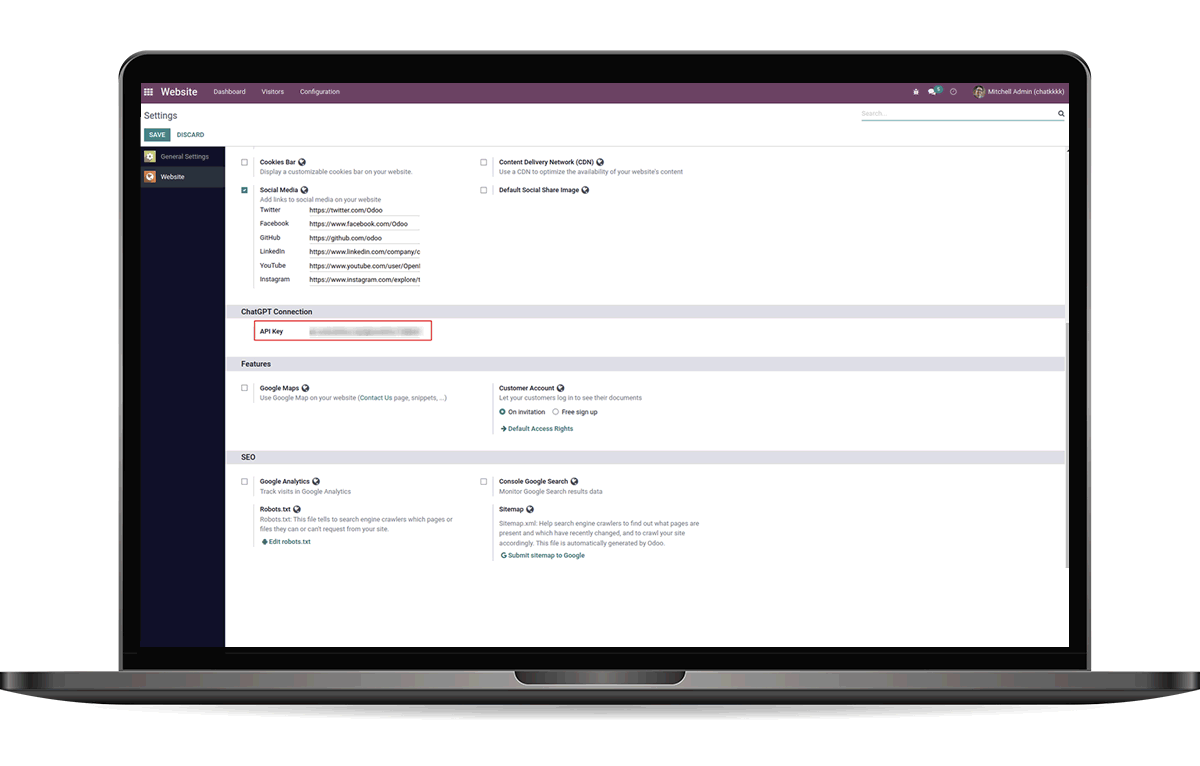 Website Dashboard Visitors Configuration 5 Mitchell Admin (chatkkkk)
Settings
Search...
SAVE DISCARD
General Settings
Website
Cookies Bar
Display a customizable cookies bar on your website.
Content Delivery Network (CDN)
Use a CDN to optimize the availability of your website's content
Social Media
Add links to social media on your website
Twitter https://twitter.com/Odoo
Facebook https://www.facebook.com/Odoo
GitHub https://github.com/odoo
LinkedIn https://www.linkedin.com/company/c
YouTube https://www.youtube.com/user/Open
Instagram https://www.instagram.com/explore/t
Default Social Share Image
ChatGPT Connection
API Key
Features
Google Maps
Use Google Map on your website (Contact Us page, snippets, ...)
Customer Account
Let your customers log in to see their documents
On invitation Free sign up
Default Access Rights
SEO
Google Analytics
Track visits in Google Analytics
Console Google Search
Monitor Google Search results data
Robots.txt
Robots.txt: This file tells to search engine crawlers which pages or
files they can or can't request from your site.
Edit robots.txt
Sitemap
Sitemap.xml: Help search engine crawlers to find out what pages are
present and which have recently changed, and to crawl your site
accordingly. This file is automatically generated by Odoo.
Submit sitemap to Google